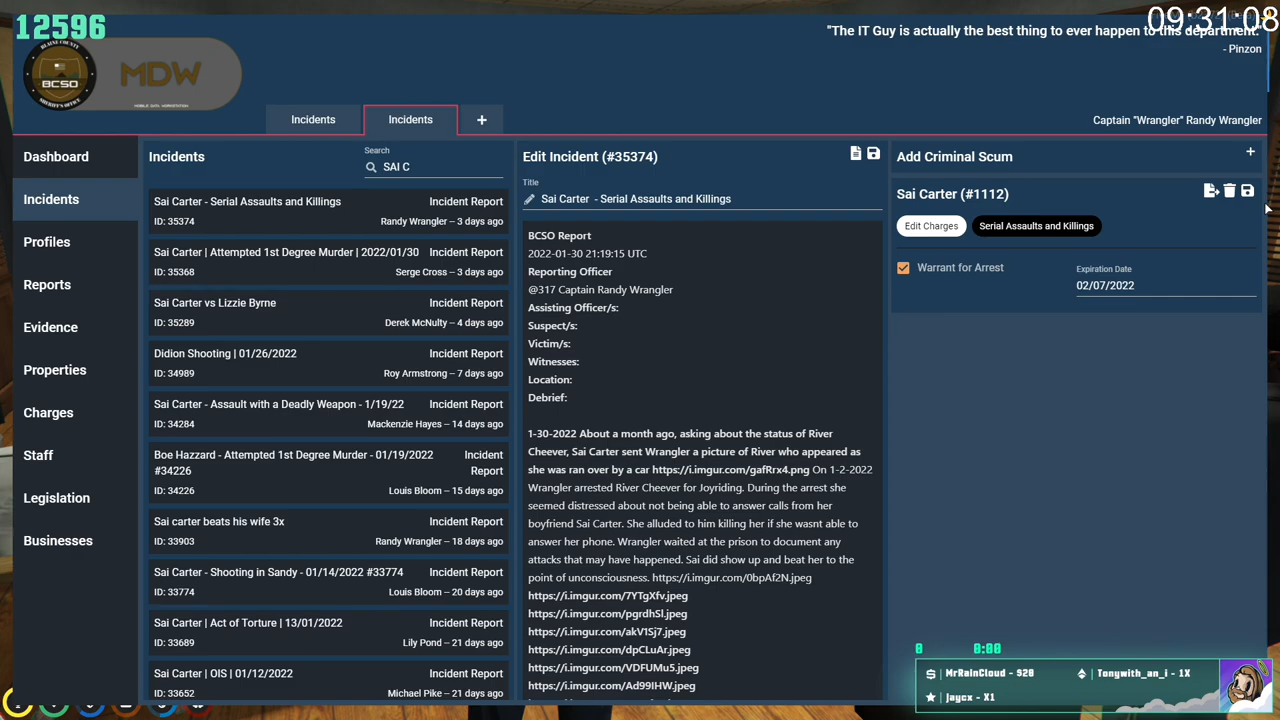 12596
09:31:08
"The IT Guy is actually the best thing to ever happen to this department."
- Pinzon
BLAINE COUNTY
BCSO
SHERIFF'S OFFICE
MDW
MOBILE DATA WORKSTATION
Incidents
Incidents
+
Captain "Wrangler" Randy Wrangler
Dashboard
Incidents
Profiles
Reports
Evidence
Properties
Charges
Staff
Legislation
Businesses
Incidents
Search
SAI C
Sai Carter - Serial Assaults and Killings Incident Report
ID: 35374 Randy Wrangler – 3 days ago
Sai Carter | Attempted 1st Degree Murder | 2022/01/30 Incident Report
ID: 35368 Serge Cross – 3 days ago
Sai Carter vs Lizzie Byrne Incident Report
ID: 35289 Derek McNulty – 4 days ago
Didion Shooting | 01/26/2022 Incident Report
ID: 34989 Roy Armstrong – 7 days ago
Sai Carter - Assault with a Deadly Weapon - 1/19/22 Incident Report
ID: 34284 Mackenzie Hayes – 14 days ago
Boe Hazzard - Attempted 1st Degree Murder - 01/19/2022 Incident
#34226 Report
ID: 34226 Louis Bloom – 15 days ago
Sai carter beats his wife 3x Incident Report
ID: 33903 Randy Wrangler – 18 days ago
Sai Carter - Shooting in Sandy - 01/14/2022 #33774 Incident Report
ID: 33774 Louis Bloom – 20 days ago
Sai Carter | Act of Torture | 13/01/2022 Incident Report
ID: 33689 Lily Pond – 21 days ago
Sai Carter | OIS | 01/12/2022 Incident Report
ID: 33652 Michael Pike – 21 days ago
Edit Incident (#35374)
Title
Sai Carter - Serial Assaults and Killings
BCSO Report
2022-01-30 21:19:15 UTC
Reporting Officer
@317 Captain Randy Wrangler
Assisting Officer/s:
Suspect/s:
Victim/s:
Witnesses:
Location:
Debrief:
1-30-2022 About a month ago, asking about the status of River
Cheever, Sai Carter sent Wrangler a picture of River who appeared as
she was ran over by a car https://i.imgur.com/gafRrx4.png On 1-2-2022
Wrangler arrested River Cheever for Joyriding. During the arrest she
seemed distressed about not being able to answer calls from her
boyfriend Sai Carter. She alluded to him killing her if she wasnt able to
answer her phone. Wrangler waited at the prison to document any
attacks that may have happened. Sai did show up and beat her to the
point of unconsciousness. https://i.imgur.com/0bpAf2N.jpeg
https://i.imgur.com/7YTgXfv.jpeg
https://i.imgur.com/pgrdhSl.jpeg
https://i.imgur.com/akV1Sj7.jpeg
https://i.imgur.com/dpCLuAr.jpeg
https://i.imgur.com/VDFUMu5.jpeg
https://i.imgur.com/Ad99IHW.jpeg
Add Criminal Scum +
Sai Carter (#1112)
Edit Charges
Serial Assaults and Killings
Warrant for Arrest
Expiration Date
02/07/2022
0 0:00
MrRainCloud - $20
Tonywith_an_i - 1X
jaycx - X1